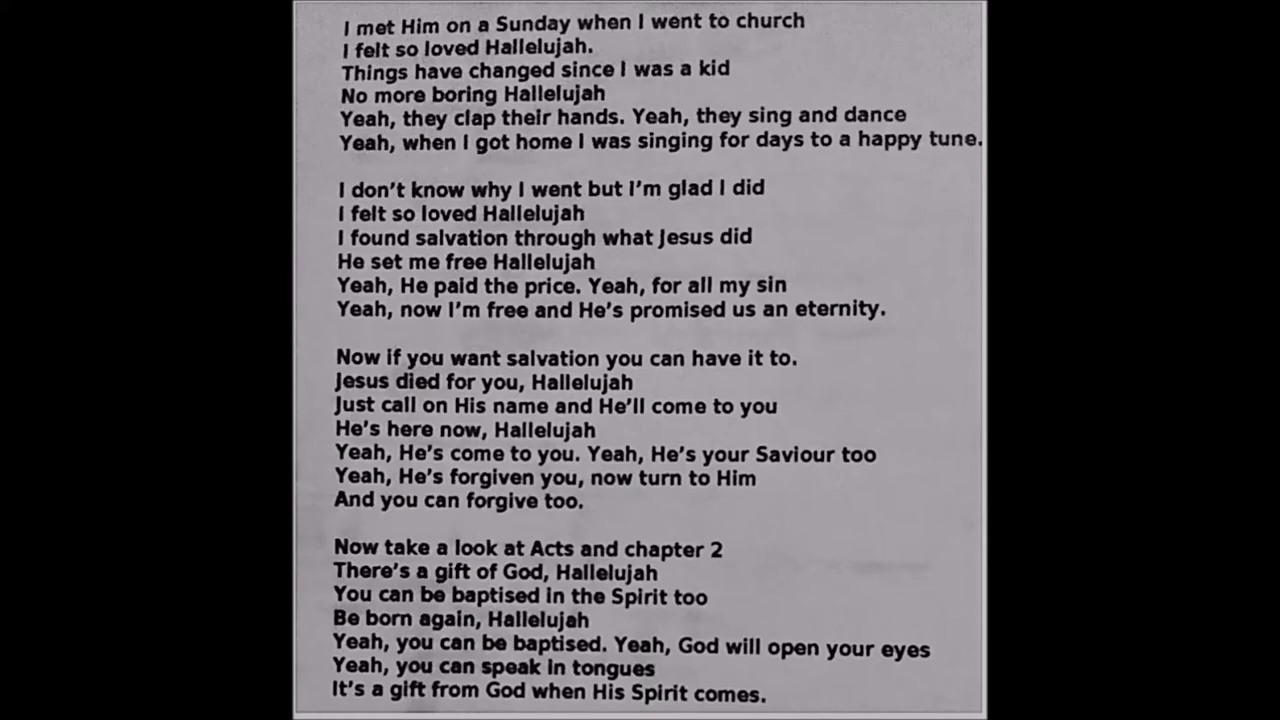 I met Him on a Sunday when I went to church
I felt so loved Hallelujah.
Things have changed since I was a kid
No more boring Hallelujah
Yeah, they clap their hands. Yeah, they sing and dance
Yeah, when I got home I was singing for days to a happy tune.
I don't know why I went but I'm glad I did
I felt so loved Hallelujah
I found salvation through what Jesus did
He set me free Hallelujah
Yeah, He paid the price. Yeah, for all my sin
Yeah, now I'm free and He's promised us an eternity.
Now if you want salvation you can have it to.
Jesus died for you, Hallelujah
Just call on His name and He'll come to you
He's here now, Hallelujah
Yeah, He's come to you. Yeah, He's your Saviour too
Yeah, He's forgiven you, now turn to Him
And you can forgive too.
Now take a look at Acts and chapter 2
There's a gift of God, Hallelujah
You can be baptised in the Spirit too
Be born again, Hallelujah
Yeah, you can be baptised. Yeah, God will open your eyes
Yeah, you can speak in tongues
It's a gift from God when His Spirit comes.